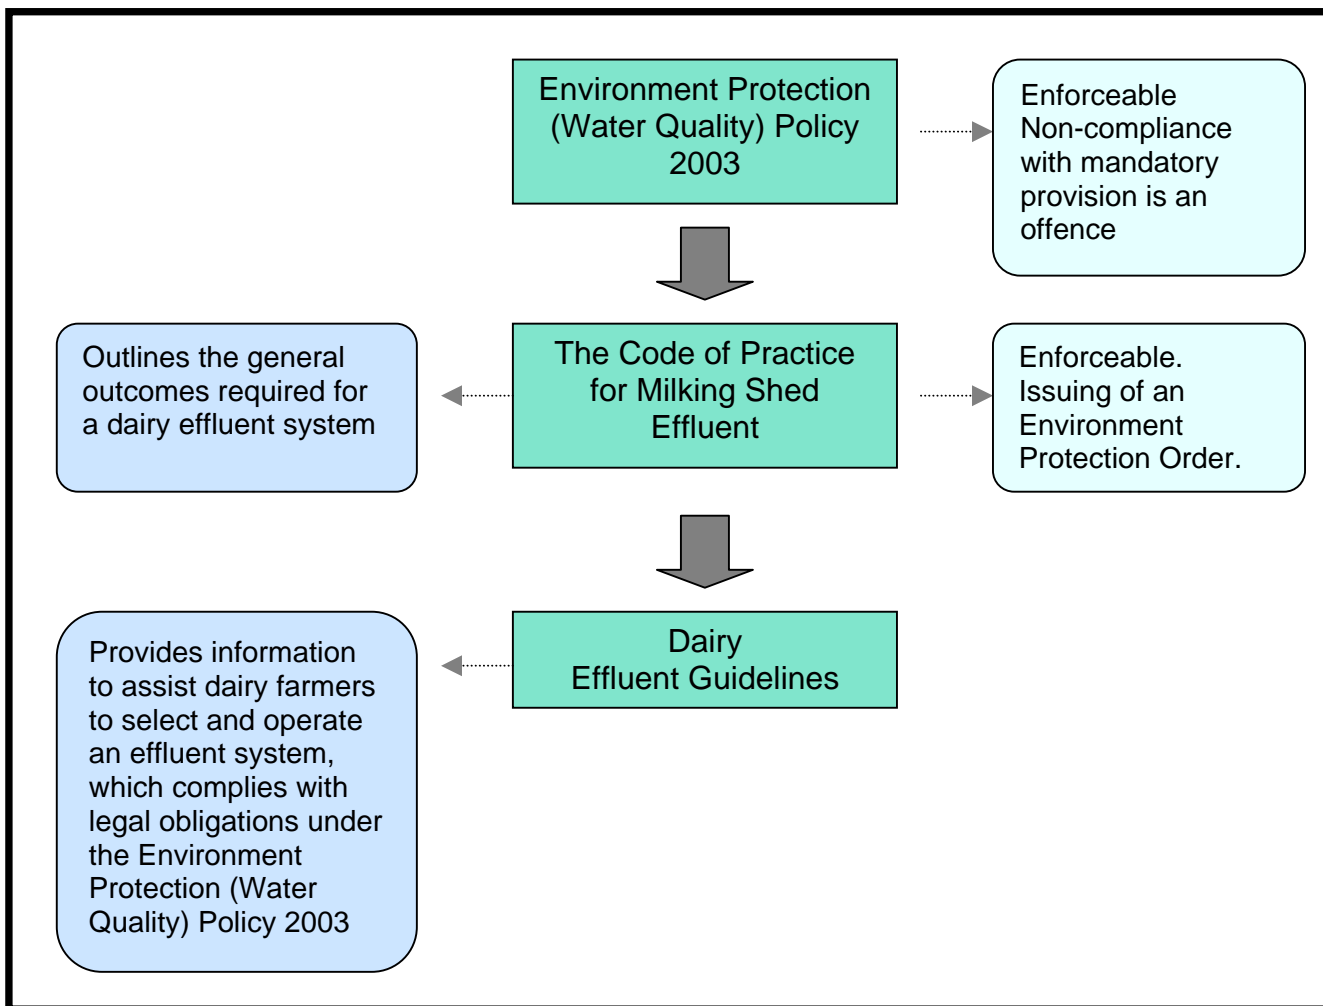 Environment Protection
(Water Quality) Policy
2003
Enforceable
Non-compliance
with mandatory
provision is an
offence
Outlines the general
outcomes required for
a dairy effluent system
The Code of Practice
for Milking Shed
Effluent
Enforceable.
Issuing of an
Environment
Protection Order.
Provides information
to assist dairy farmers
to select and operate
an effluent system,
which complies with
legal obligations under
the Environment
Protection (Water
Quality) Policy 2003
Dairy
Effluent Guidelines